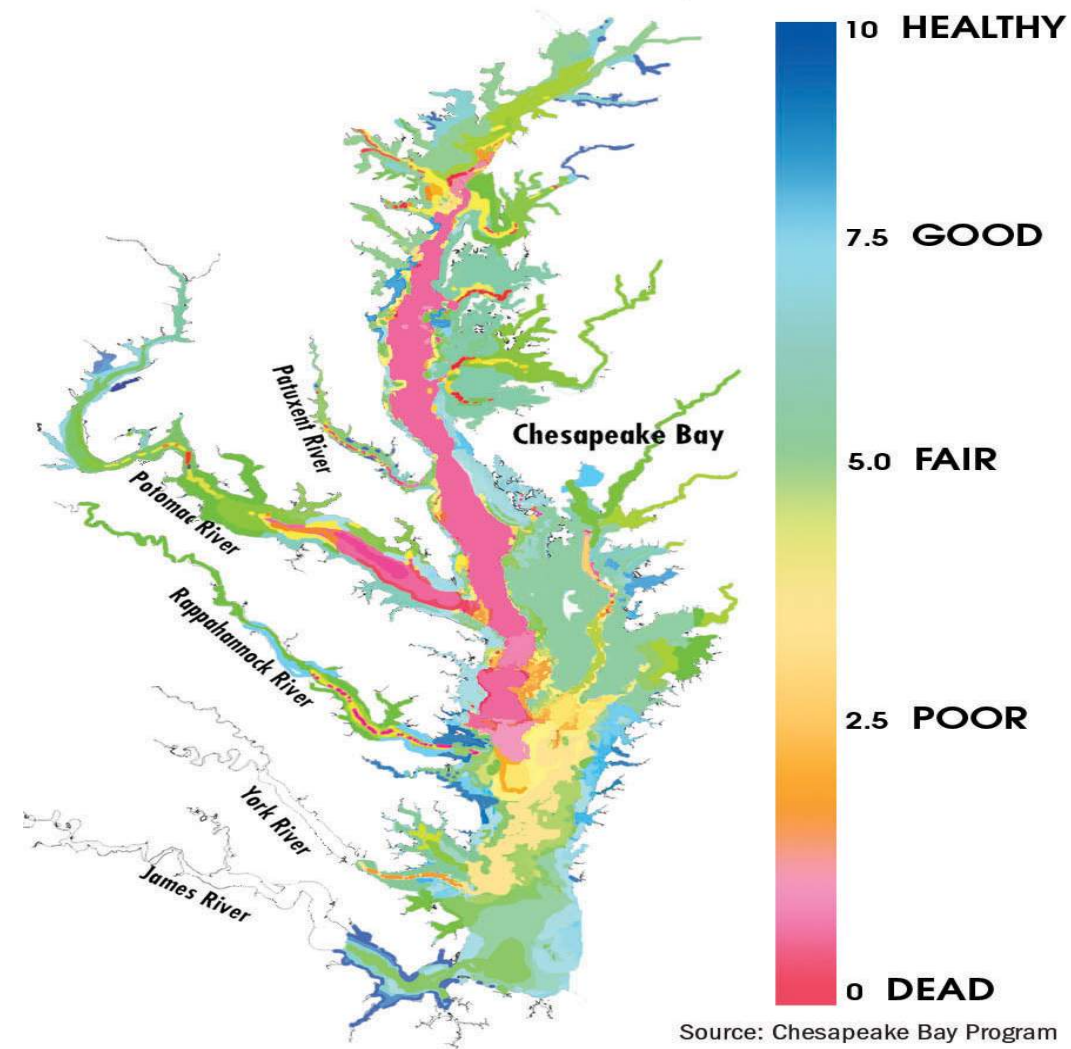 10 HEALTHY
7.5 GOOD
Patuxent River
Chesapeake Bay
5.0 FAIR
Potomac River
Rappahannock River
2.5 POOR
York River
James River
0 DEAD
Source: Chesapeake Bay Program